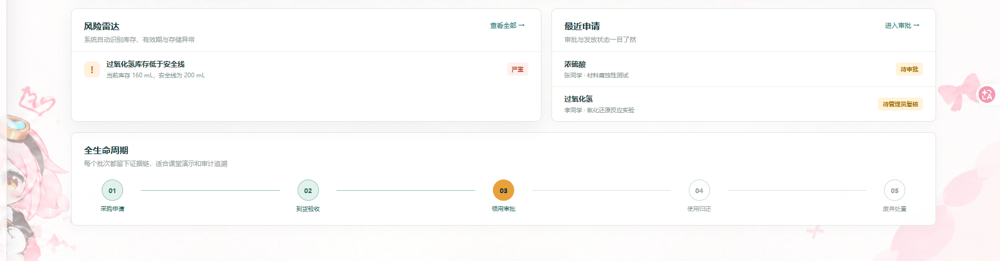 风险雷达
查看全部 →
系统自动识别库存、有效期与存储异常
!
过氧化氢库存低于安全线
当前库存 160 mL，安全线为 200 mL
严重
最近申请
进入审批 →
审批与发放状态一目了然
浓硫酸
张同学 · 材料腐蚀性测试
待审批
过氧化氢
李同学 · 氧化还原反应实验
待管理员复核
全生命周期
每个批次都留下证据链，适合课堂演示和审计追溯
01
02
03
04
05
采购申请
到货验收
领用审批
使用归还
废弃处置